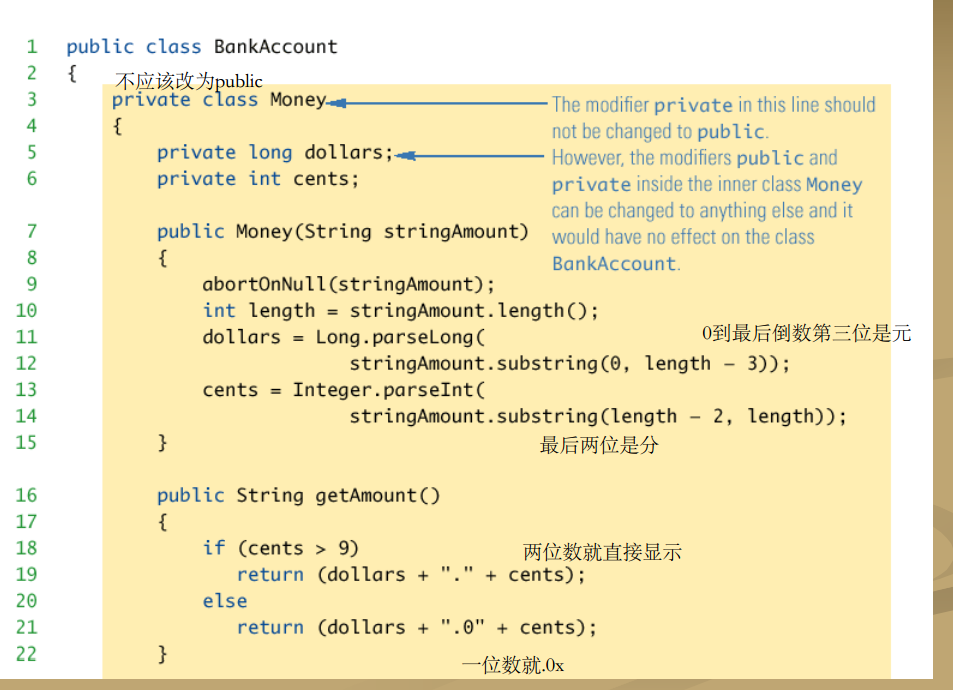 1 public class BankAccount
2 {
不应该改为public
3 private class Money
The modifier private in this line should
not be changed to public.
4 {
5 private long dollars;
However, the modifiers public and
private inside the inner class Money
can be changed to anything else and it
would have no effect on the class
BankAccount.
6 private int cents;
7 public Money(String stringAmount)
8 {
9 abortOnNull(stringAmount);
10 int length = stringAmount.length();
11 dollars = Long.parseLong(
0到最后倒数第三位是元
12 stringAmount.substring(0, length – 3));
13 cents = Integer.parseInt(
14 stringAmount.substring(length – 2, length));
15 }
最后两位是分
16 public String getAmount()
17 {
18 if (cents > 9)
两位数就直接显示
19 return (dollars + "." + cents);
20 else
21 return (dollars + ".0" + cents);
22 }
一位数就.0x